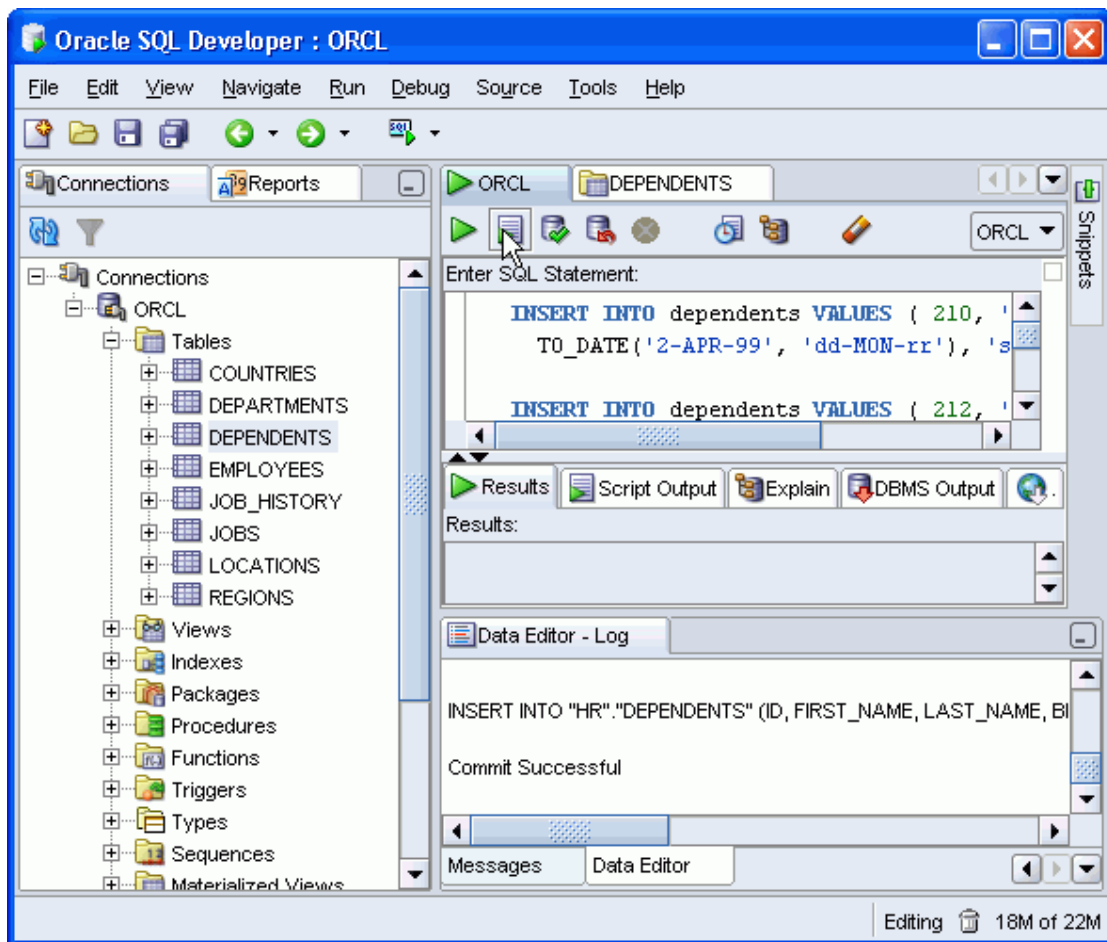 Oracle SQL Developer : ORCL
File Edit View Navigate Run Debug Source Tools Help
Connections Reports
Connections
ORCL
Tables
COUNTRIES
DEPARTMENTS
DEPENDENTS
EMPLOYEES
JOB_HISTORY
JOBS
LOCATIONS
REGIONS
Views
Indexes
Packages
Procedures
Functions
Triggers
Types
Sequences
Materialized Views
ORCL DEPENDENTS
ORCL
Snippets
Enter SQL Statement:
INSERT INTO dependents VALUES ( 210, '
TO_DATE('2-APR-99', 'dd-MON-rr'), 's
INSERT INTO dependents VALUES ( 212, '
Results Script Output Explain DBMS Output .
Results:
Data Editor - Log
INSERT INTO "HR"."DEPENDENTS" (ID, FIRST_NAME, LAST_NAME, BI
Commit Successful
Messages Data Editor
Editing 18M of 22M